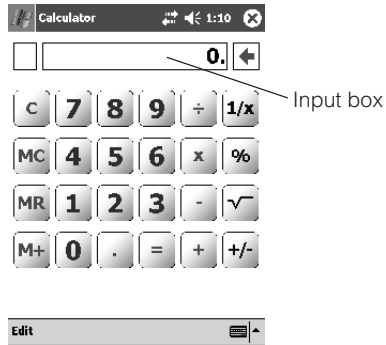 Calculator 1:10
0.
Input box
C 7 8 9 ÷ 1/x
MC 4 5 6 x %
MR 1 2 3 - √
M+ 0 . = + +/-
Edit